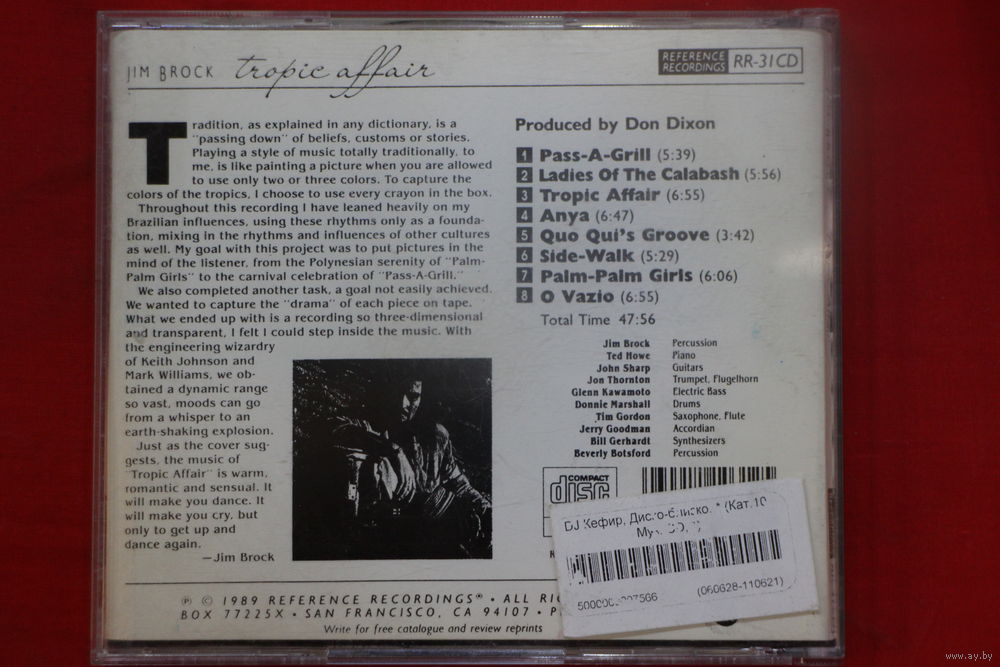 JIM BROCK tropic affair
REFERENCE RECORDINGS RR-31CD
Tradition, as explained in any dictionary, is a
"passing down" of beliefs, customs or stories.
Playing a style of music totally traditionally, to
me, is like painting a picture when you are allowed
to use only two or three colors. To capture the
colors of the tropics, I choose to use every crayon in the box.
Throughout this recording I have leaned heavily on my
Brazilian influences, using these rhythms only as a founda-
tion, mixing in the rhythms and influences of other cultures
as well. My goal with this project was to put pictures in the
mind of the listener, from the Polynesian serenity of "Palm-
Palm Girls" to the carnival celebration of "Pass-A-Grill."
We also completed another task, a goal not easily achieved.
We wanted to capture the "drama" of each piece on tape.
What we ended up with is a recording so three-dimensional
and transparent, I felt I could step inside the music. With
the engineering wizardry
of Keith Johnson and
Mark Williams, we ob-
tained a dynamic range
so vast, moods can go
from a whisper to an
earth-shaking explosion.
Just as the cover sug-
gests, the music of
"Tropic Affair" is warm,
romantic and sensual. It
will make you dance. It
will make you cry, but
only to get up and
dance again.
—Jim Brock
Produced by Don Dixon
1 Pass-A-Grill (5:39)
2 Ladies Of The Calabash (5:56)
3 Tropic Affair (6:55)
4 Anya (6:47)
5 Quo Qui's Groove (3:42)
6 Side-Walk (5:29)
7 Palm-Palm Girls (6:06)
8 O Vazio (6:55)
Total Time 47:56
Jim Brock Percussion
Ted Howe Piano
John Sharp Guitars
Jon Thornton Trumpet, Flugelhorn
Glenn Kawamoto Electric Bass
Donnie Marshall Drums
Tim Gordon Saxophone, Flute
Jerry Goodman Accordian
Bill Gerhardt Synthesizers
Beverly Botsford Percussion
COMPACT
disc
DJ Кефир, * (Кат.10
(060628-110621)
℗ © 1989 REFERENCE RECORDINGS® • ALL
BOX 77225X • SAN FRANCISCO, CA 94107 •
Write for free catalogue and review reprints
www.ay.by